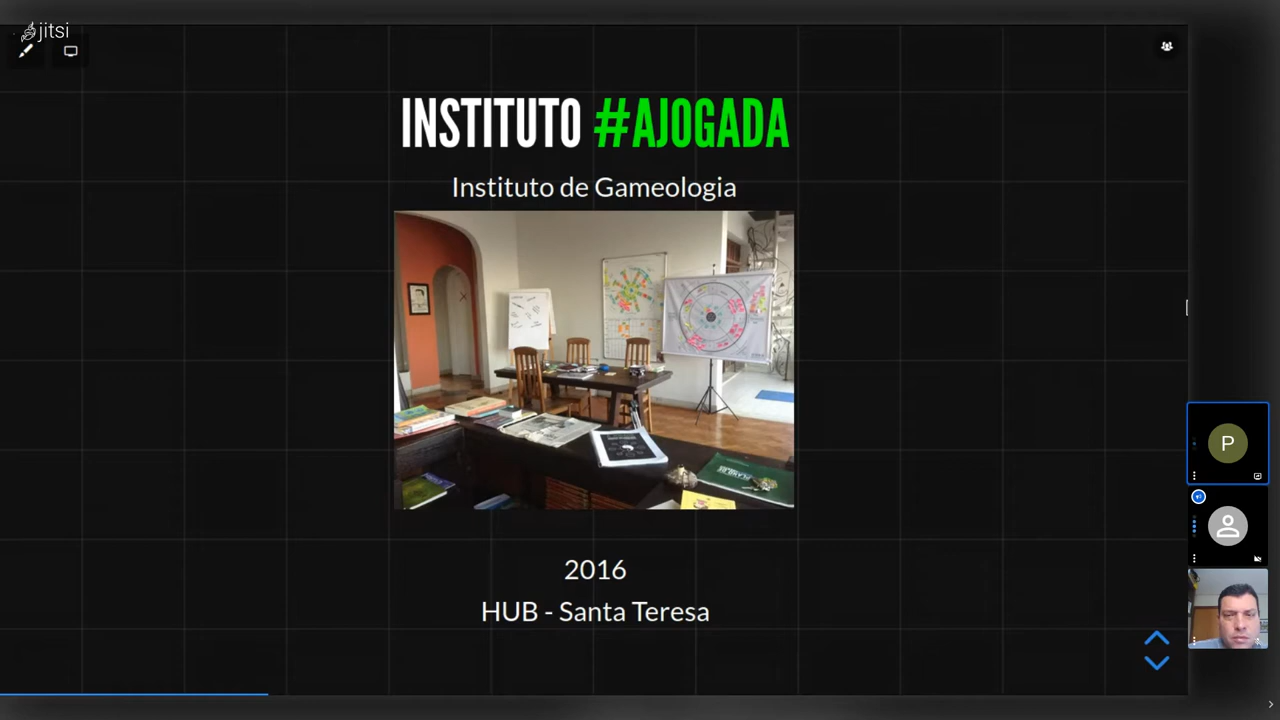 jitsi
INSTITUTO #AJOGADA
Instituto de Gameologia
2016
HUB - Santa Teresa
P